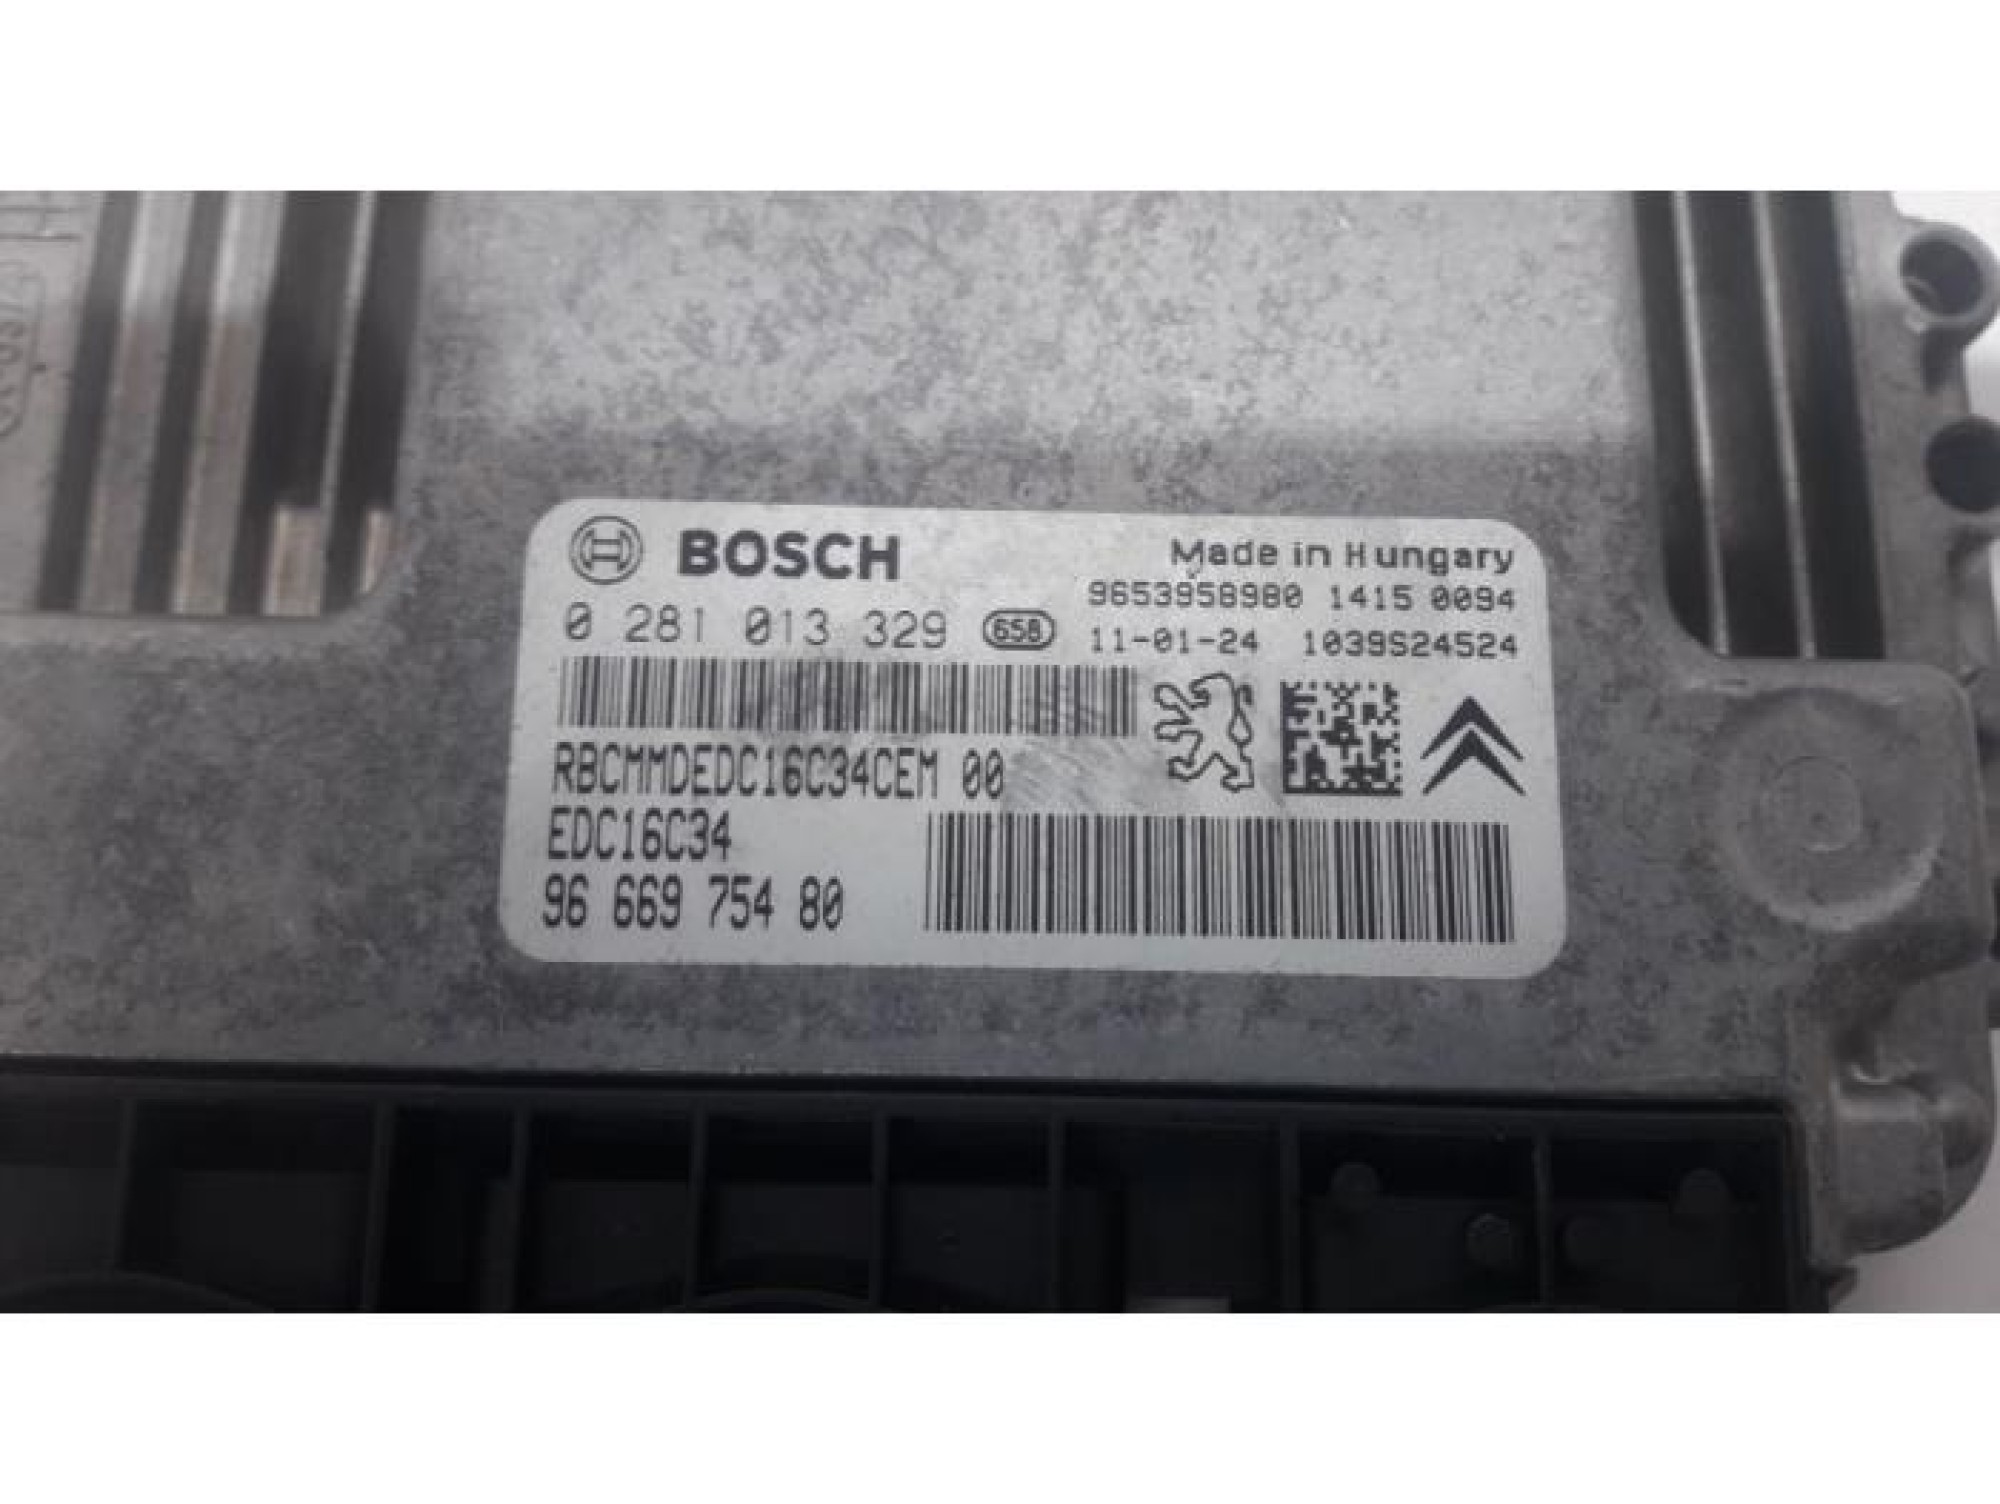 BOSCH
Made in Hungary
9653958980 1415 0094
0 281 013 329 658
11-01-24 1039S24524
RBCMMDEDC16C34CEM 00
EDC16C34
96 669 754 80